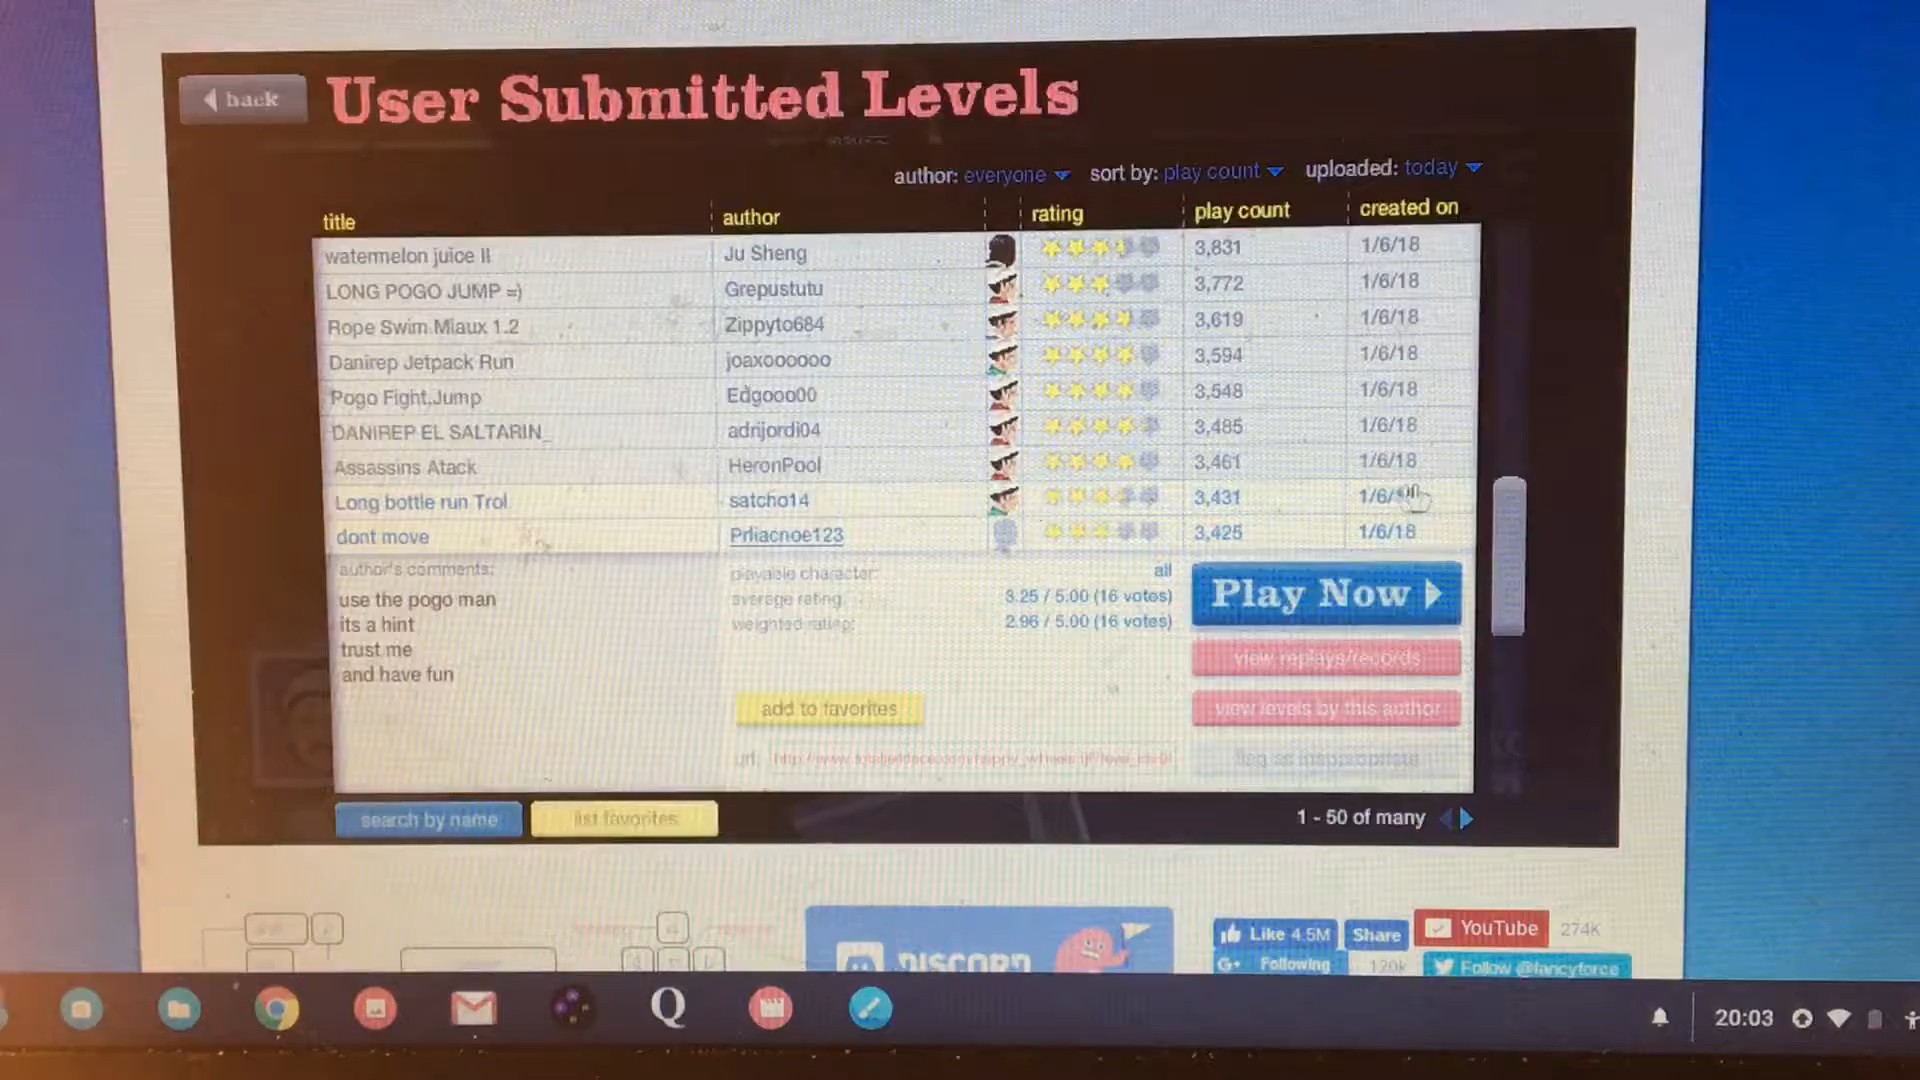 back
User Submitted Levels
author: everyone sort by: play count uploaded: today
title author rating play count created on
watermelon juice II Ju Sheng 3,831 1/6/18
LONG POGO JUMP =) Grepustutu 3,772 1/6/18
Rope Swim Miaux 1.2 Zippyto684 3,619 1/6/18
Danirep Jetpack Run joaxoooooo 3,594 1/6/18
Pogo Fight,Jump Edgooo00 3,548 1/6/18
DANIREP EL SALTARIN_ adrijordi04 3,485 1/6/18
Assassins Atack HeronPool 3,461 1/6/18
Long bottle run Trol satcho14 3,431 1/6/
dont move Prliacnoe123 3,425 1/6/18
author's comments: playable character: all
use the pogo man average rating: 3.25 / 5.00 (16 votes)
its a hint weighted rating: 2.96 / 5.00 (16 votes)
trust me
and have fun
Play Now
view replays/records
add to favorites view levels by this author
url: flag as inappropriate
search by name list favorites 1 - 50 of many
DISCORD
Like 4.5M Share YouTube 274K
G+ Following 120k Follow @fancyforce
Q
20:03